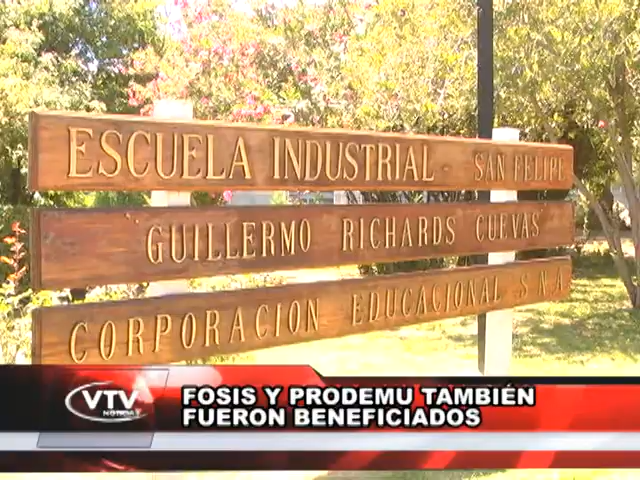 ESCUELA INDUSTRIAL - SAN FELIPE
GUILLERMO RICHARDS CUEVAS
CORPORACION EDUCACIONAL S N A
VTV
NOTICIAS
FOSIS Y PRODEMU TAMBIÉN
FUERON BENEFICIADOS